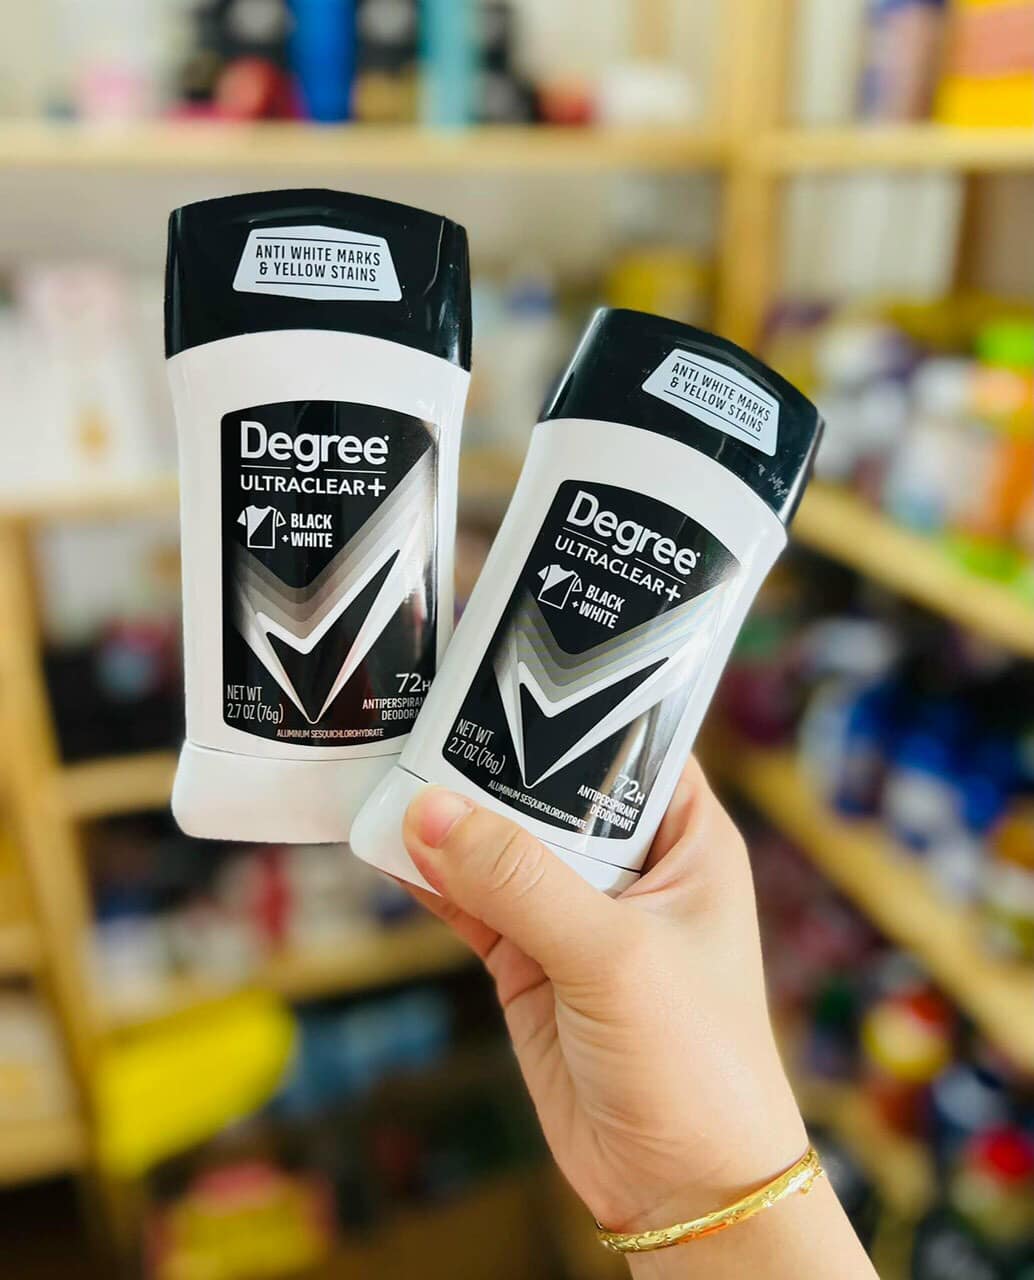 ANTI WHITE MARKS
& YELLOW STAINS
Degree
ULTRACLEAR+
BLACK
+ WHITE
72H
ANTIPERSPIRANT
DEODORANT
NET WT
2.7 OZ (76g)
ALUMINUM SESQUICHLOROHYDRATE
ANTI WHITE MARKS
& YELLOW STAINS
Degree
ULTRACLEAR+
BLACK
+ WHITE
NET WT
2.7 OZ (76g)
72H
ANTIPERSPIRANT
DEODORANT
ALUMINUM SESQUICHLOROHYDRATE